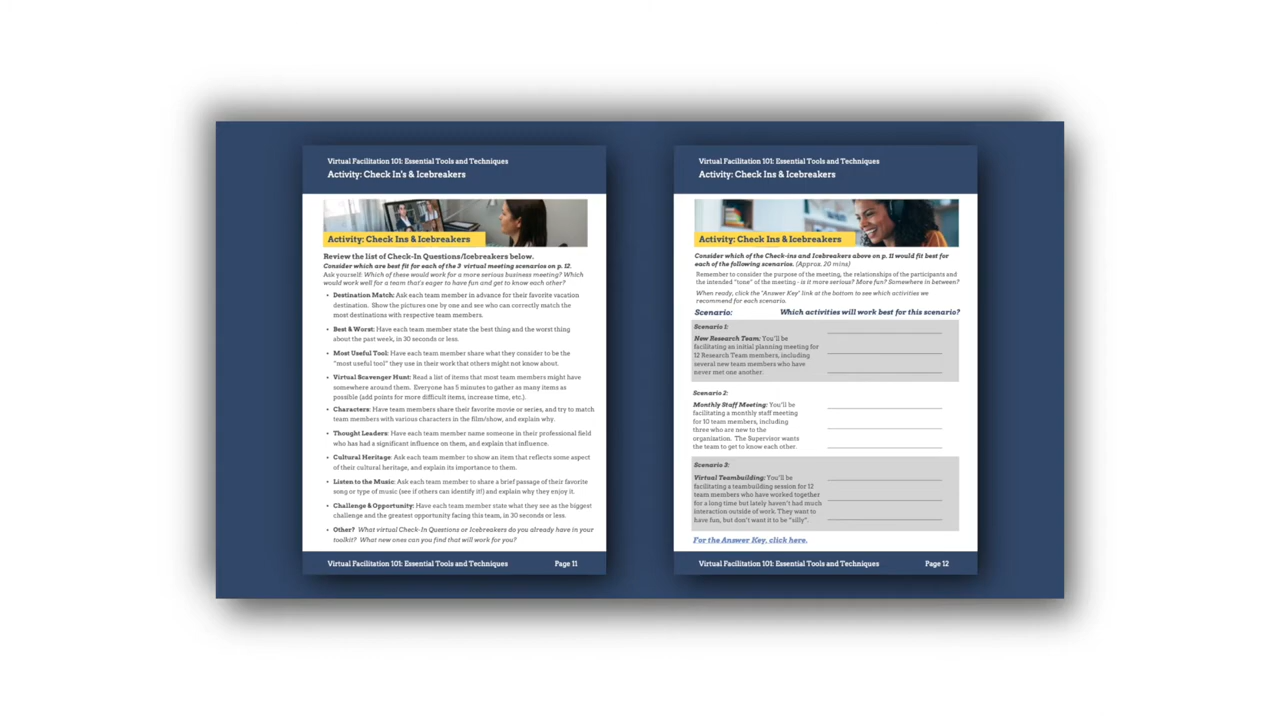 Virtual Facilitation 101: Essential Tools and Techniques
Activity: Check In's & Icebreakers
Activity: Check Ins & Icebreakers
Review the list of Check-In Questions/Icebreakers below.
Consider which are best fit for each of the 3 virtual meeting scenarios on p. 12.
Ask yourself: Which of these would work for a more serious business meeting? Which
would work well for a team that's eager to have fun and get to know each other?
• Destination Match: Ask each team member in advance for their favorite vacation
destination. Show the pictures one by one and see who can correctly match the
most destinations with respective team members.
• Best & Worst: Have each team member state the best thing and the worst thing
about the past week, in 30 seconds or less.
• Most Useful Tool: Have each team member share what they consider to be the
"most useful tool" they use in their work that others might not know about.
• Virtual Scavenger Hunt: Read a list of items that most team members might have
somewhere around them. Everyone has 5 minutes to gather as many items as
possible (add points for more difficult items, increase time, etc.).
• Characters: Have team members share their favorite movie or series, and try to match
team members with various characters in the film/show, and explain why.
• Thought Leaders: Have each team member name someone in their professional field
who has had a significant influence on them, and explain that influence.
• Cultural Heritage: Ask each team member to show an item that reflects some aspect
of their cultural heritage, and explain its importance to them.
• Listen to the Music: Ask each team member to share a brief passage of their favorite
song or type of music (see if others can identify it!) and explain why they enjoy it.
• Challenge & Opportunity: Have each team member state what they see as the biggest
challenge and the greatest opportunity facing this team, in 30 seconds or less.
• Other? What virtual Check-In Questions or Icebreakers do you already have in your
toolkit? What new ones can you find that will work for you?
Virtual Facilitation 101: Essential Tools and Techniques Page 11
Virtual Facilitation 101: Essential Tools and Techniques
Activity: Check Ins & Icebreakers
Activity: Check Ins & Icebreakers
Consider which of the Check-ins and Icebreakers above on p. 11 would fit best for
each of the following scenarios. (Approx. 20 mins)
Remember to consider the purpose of the meeting, the relationships of the participants and
the intended "tone" of the meeting - is it more serious? More fun? Somewhere in between?
When ready, click the "Answer Key" link at the bottom to see which activities we
recommend for each scenario.
Scenario: Which activities will work best for this scenario?
Scenario 1:
New Research Team: You'll be
facilitating an initial planning meeting for
12 Research Team members, including
several new team members who have
never met one another.
Scenario 2:
Monthly Staff Meeting: You'll be
facilitating a monthly staff meeting
for 10 team members, including
three who are new to the
organization. The Supervisor wants
the team to get to know each other.
Scenario 3:
Virtual Teambuilding: You'll be
facilitating a teambuilding session for 12
team members who have worked together
for a long time but lately haven't had much
interaction outside of work. They want to
have fun, but don't want it to be "silly".
For the Answer Key, click here.
Virtual Facilitation 101: Essential Tools and Techniques Page 12